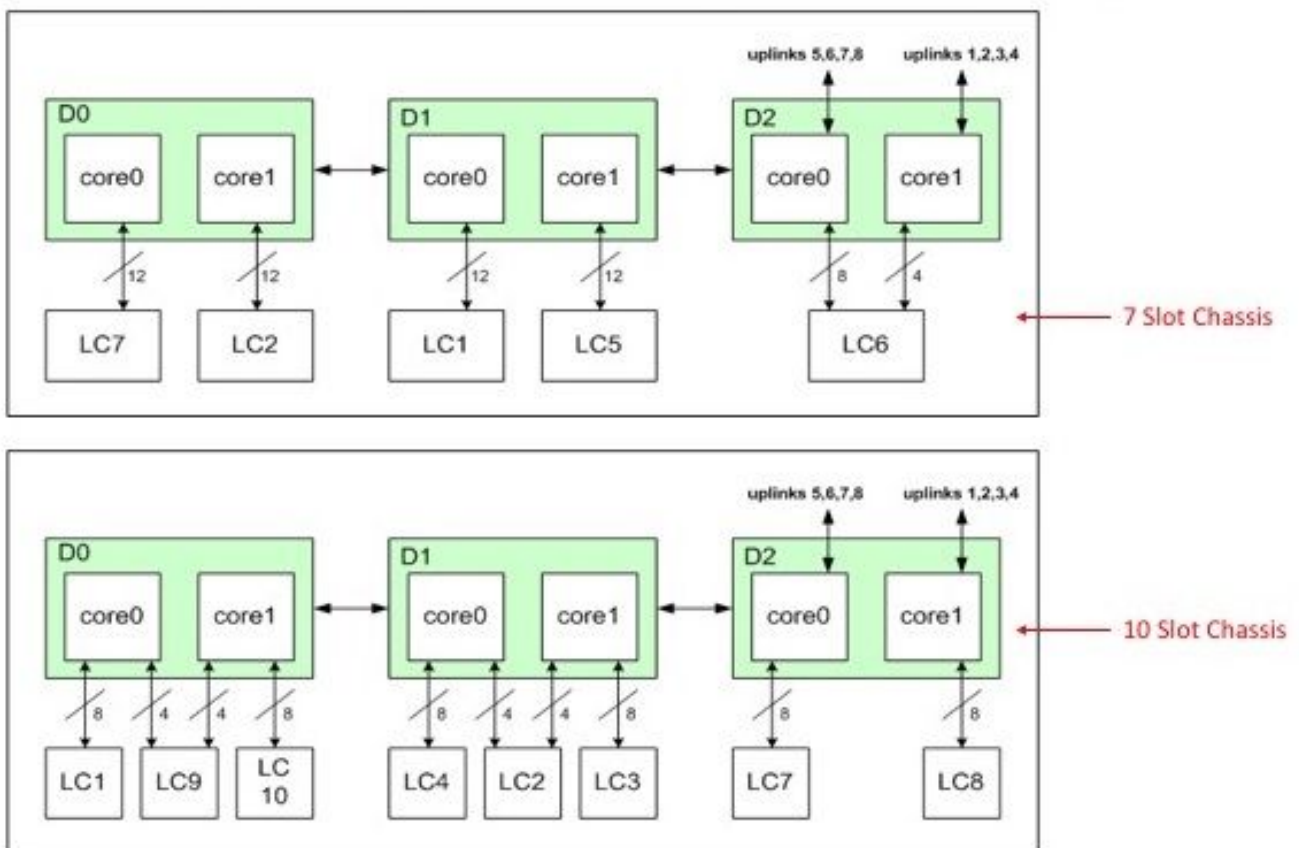 uplinks 5,6,7,8 uplinks 1,2,3,4
D0 D1 D2
core0 core1 core0 core1 core0 core1
12 12 12 12 8 4
LC7 LC2 LC1 LC5 LC6
7 Slot Chassis
uplinks 5,6,7,8 uplinks 1,2,3,4
D0 D1 D2
core0 core1 core0 core1 core0 core1
10 Slot Chassis
8 4 4 8 8 4 4 8 8 8
LC1 LC9 LC LC4 LC2 LC3 LC7 LC8
10